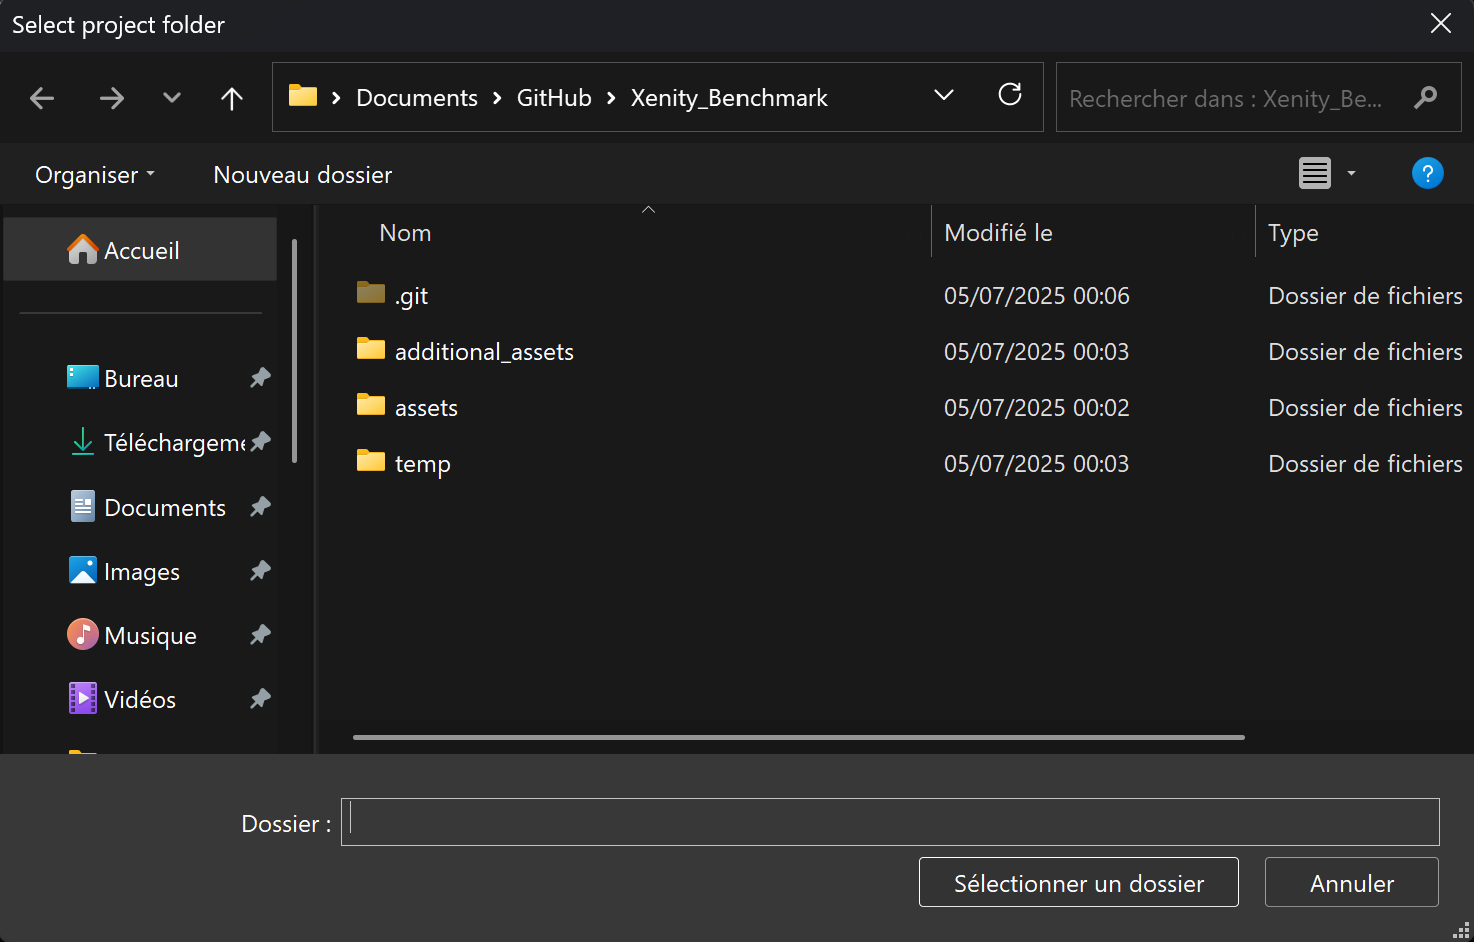 Select project folder
Documents GitHub Xenity_Benchmark
Rechercher dans : Xenity_Be...
Organiser Nouveau dossier
?
Nom Modifié le Type
Accueil
.git 05/07/2025 00:06 Dossier de fichiers
additional_assets 05/07/2025 00:03 Dossier de fichiers
assets 05/07/2025 00:02 Dossier de fichiers
temp 05/07/2025 00:03 Dossier de fichiers
Bureau
Téléchargeme
Documents
Images
Musique
Vidéos
Dossier :
Sélectionner un dossier Annuler